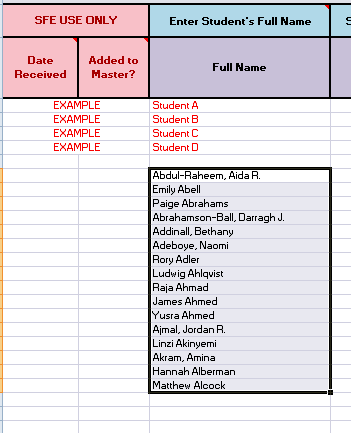 SFE USE ONLY Enter Student's Full Name S
Date Received Added to Master? Full Name
EXAMPLE Student A
EXAMPLE Student B
EXAMPLE Student C
EXAMPLE Student D
Abdul-Raheem, Aida R.
Emily Abell
Paige Abrahams
Abrahamson-Ball, Darragh J.
Addinall, Bethany
Adeboye, Naomi
Rory Adler
Ludwig Ahlqvist
Raja Ahmad
James Ahmed
Yusra Ahmed
Ajmal, Jordan R.
Linzi Akinyemi
Akram, Amina
Hannah Alberman
Matthew Alcock